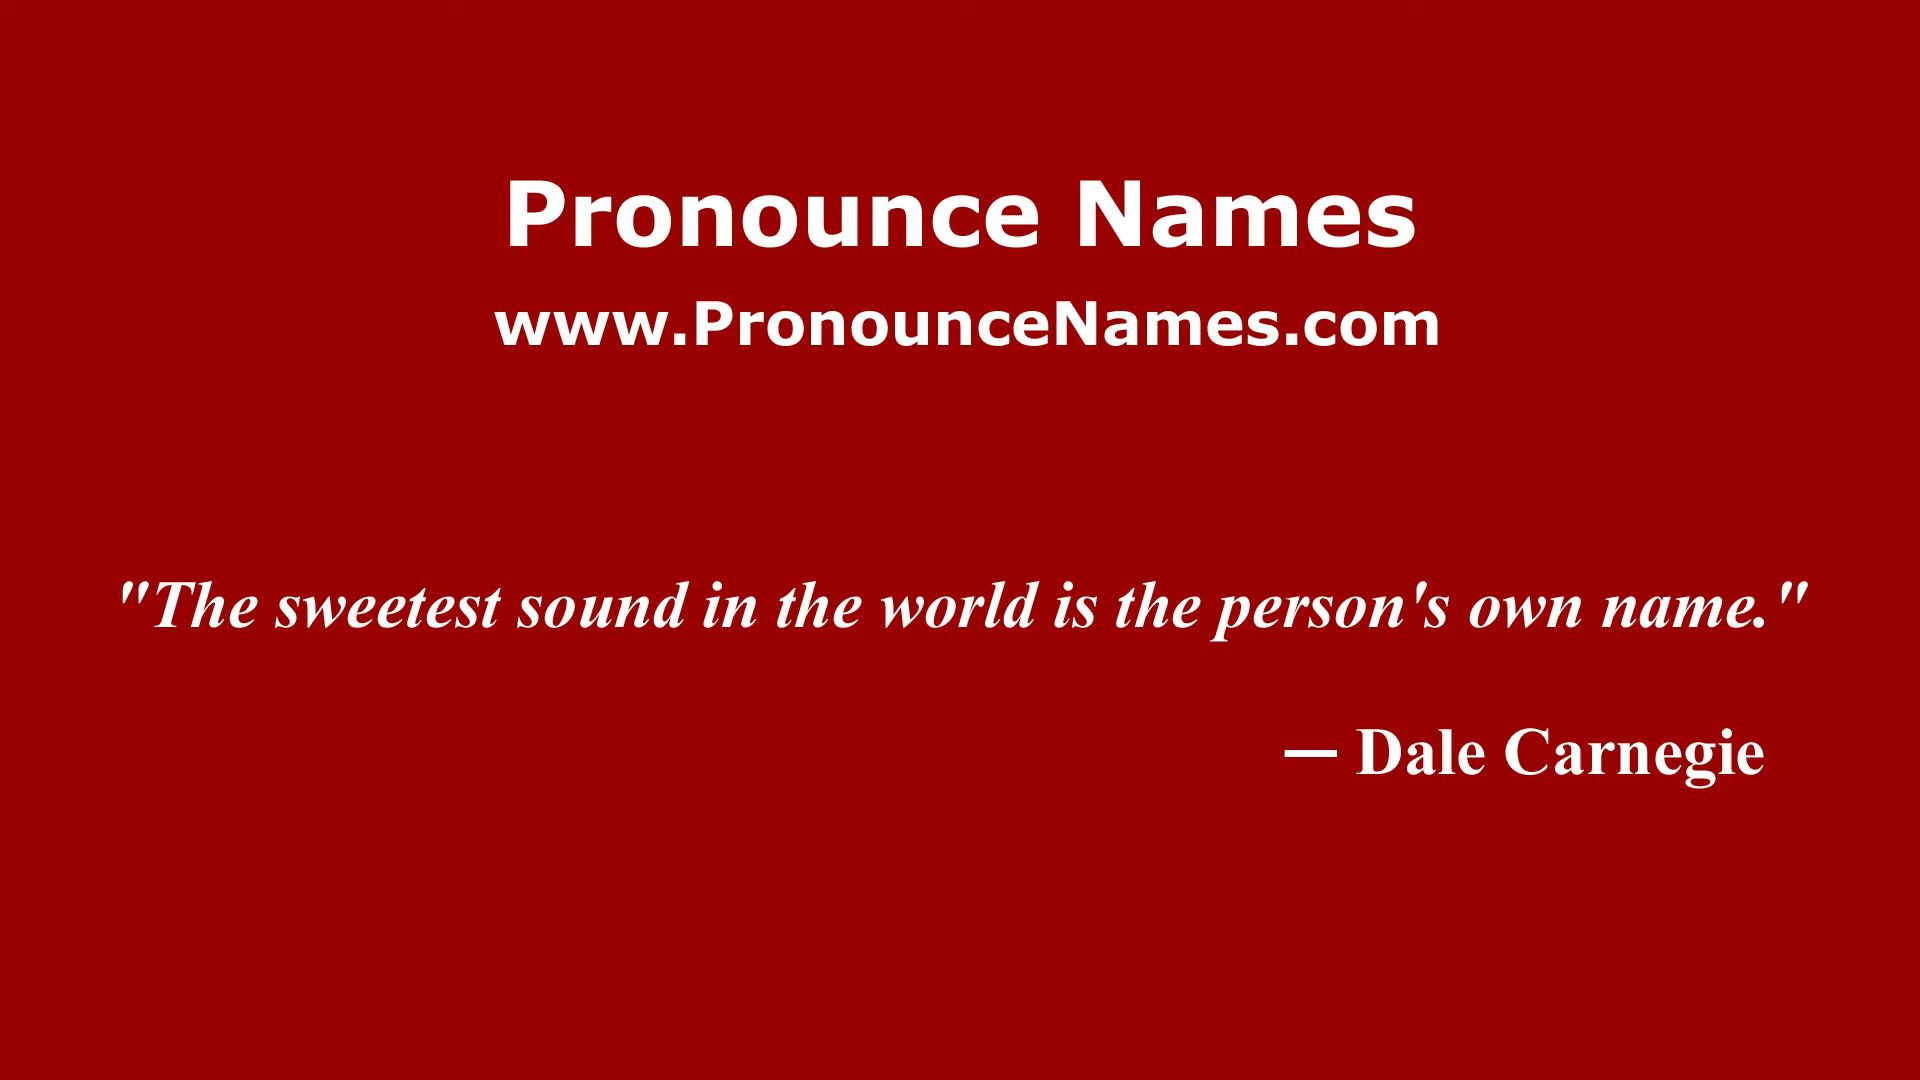 Pronounce Names
www.PronounceNames.com
"The sweetest sound in the world is the person's own name."
— Dale Carnegie